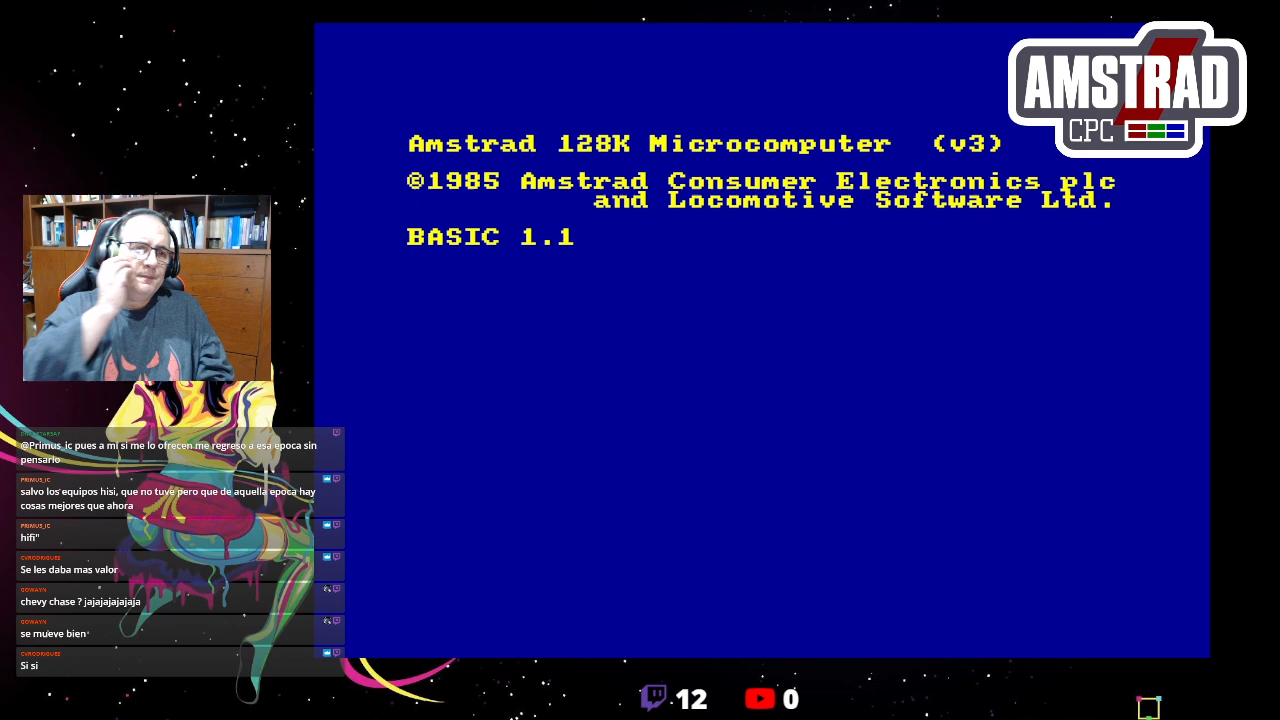 AMSTRAD
CPC
Amstrad 128K Microcomputer (v3)
©1985 Amstrad Consumer Electronics plc
and Locomotive Software Ltd.
BASIC 1.1
@Primus_ic pues a mi si me lo ofrecen me regreso a esa epoca sin
pensarlo
PRIMUS_IC
salvo los equipos hisi, que no tuve pero que de aquella epoca hay
cosas mejores que ahora
PRIMUS_IC
hifi"
CVRODRIGUEZ
Se les daba mas valor
GOWAYN
chevy chase ? jajajajajajaja
GOWAYN
se mueve bien
CVRODRIGUEZ
Si si
12
0